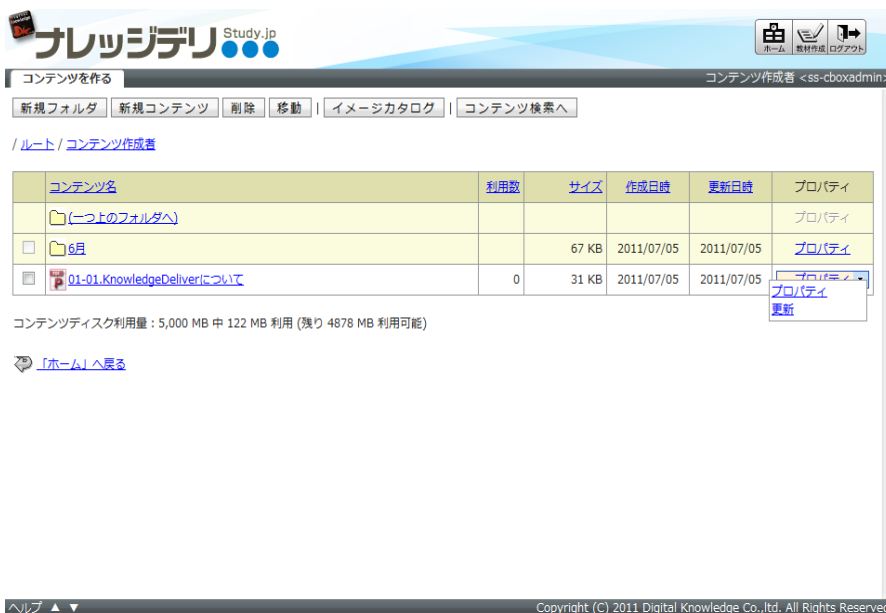 ナレッジデリ Study.jp
ホーム 教材作成 ログアウト
コンテンツを作る コンテンツ作成者 <ss-cboxadmin>
新規フォルダ 新規コンテンツ 削除 移動 | イメージカタログ | コンテンツ検索へ
/ ルート / コンテンツ作成者
コンテンツ名 利用数 サイズ 作成日時 更新日時 プロパティ
(一つ上のフォルダへ) プロパティ
6月 67 KB 2011/07/05 2011/07/05 プロパティ
01-01.KnowledgeDeliverについて 0 31 KB 2011/07/05 2011/07/05 プロパティ
プロパティ
更新
コンテンツディスク利用量 : 5,000 MB 中 122 MB 利用 (残り 4878 MB 利用可能)
「ホーム」へ戻る
ヘルプ ▲ ▼ Copyright (C) 2011 Digital Knowledge Co.,ltd. All Rights Reserved